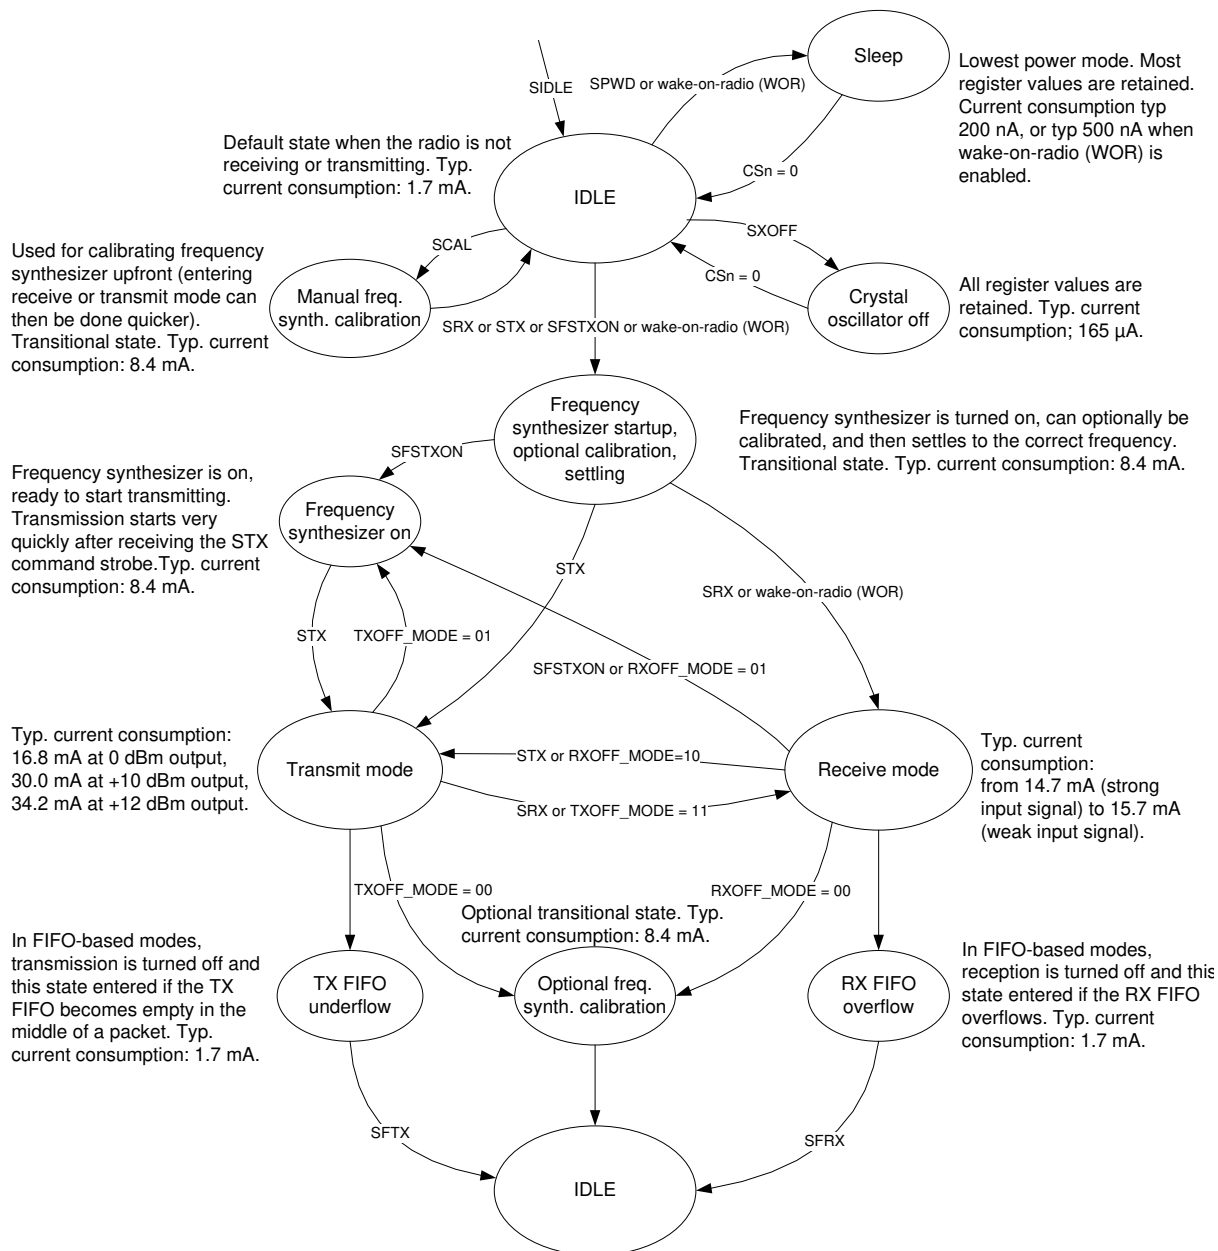 Sleep
Lowest power mode. Most
register values are retained.
Current consumption typ
200 nA, or typ 500 nA when
wake-on-radio (WOR) is
enabled.
SIDLE
SPWD or wake-on-radio (WOR)
Default state when the radio is not
receiving or transmitting. Typ.
current consumption: 1.7 mA.
CSn = 0
IDLE
SXOFF
SCAL
CSn = 0
Used for calibrating frequency
synthesizer upfront (entering
receive or transmit mode can
then be done quicker).
Transitional state. Typ. current
consumption: 8.4 mA.
Manual freq.
synth. calibration
Crystal
oscillator off
All register values are
retained. Typ. current
consumption; 165 µA.
SRX or STX or SFSTXON or wake-on-radio (WOR)
Frequency
synthesizer startup,
optional calibration,
settling
Frequency synthesizer is turned on, can optionally be
calibrated, and then settles to the correct frequency.
Transitional state. Typ. current consumption: 8.4 mA.
SFSTXON
Frequency synthesizer is on,
ready to start transmitting.
Transmission starts very
quickly after receiving the STX
command strobe.Typ. current
consumption: 8.4 mA.
Frequency
synthesizer on
STX
SRX or wake-on-radio (WOR)
STX
TXOFF_MODE = 01
SFSTXON or RXOFF_MODE = 01
Typ. current consumption:
16.8 mA at 0 dBm output,
30.0 mA at +10 dBm output,
34.2 mA at +12 dBm output.
Transmit mode
STX or RXOFF_MODE=10
SRX or TXOFF_MODE = 11
Receive mode
Typ. current
consumption:
from 14.7 mA (strong
input signal) to 15.7 mA
(weak input signal).
TXOFF_MODE = 00
RXOFF_MODE = 00
Optional transitional state. Typ.
current consumption: 8.4 mA.
In FIFO-based modes,
transmission is turned off and
this state entered if the TX
FIFO becomes empty in the
middle of a packet. Typ.
current consumption: 1.7 mA.
TX FIFO
underflow
Optional freq.
synth. calibration
RX FIFO
overflow
In FIFO-based modes,
reception is turned off and this
state entered if the RX FIFO
overflows. Typ. current
consumption: 1.7 mA.
SFTX
SFRX
IDLE